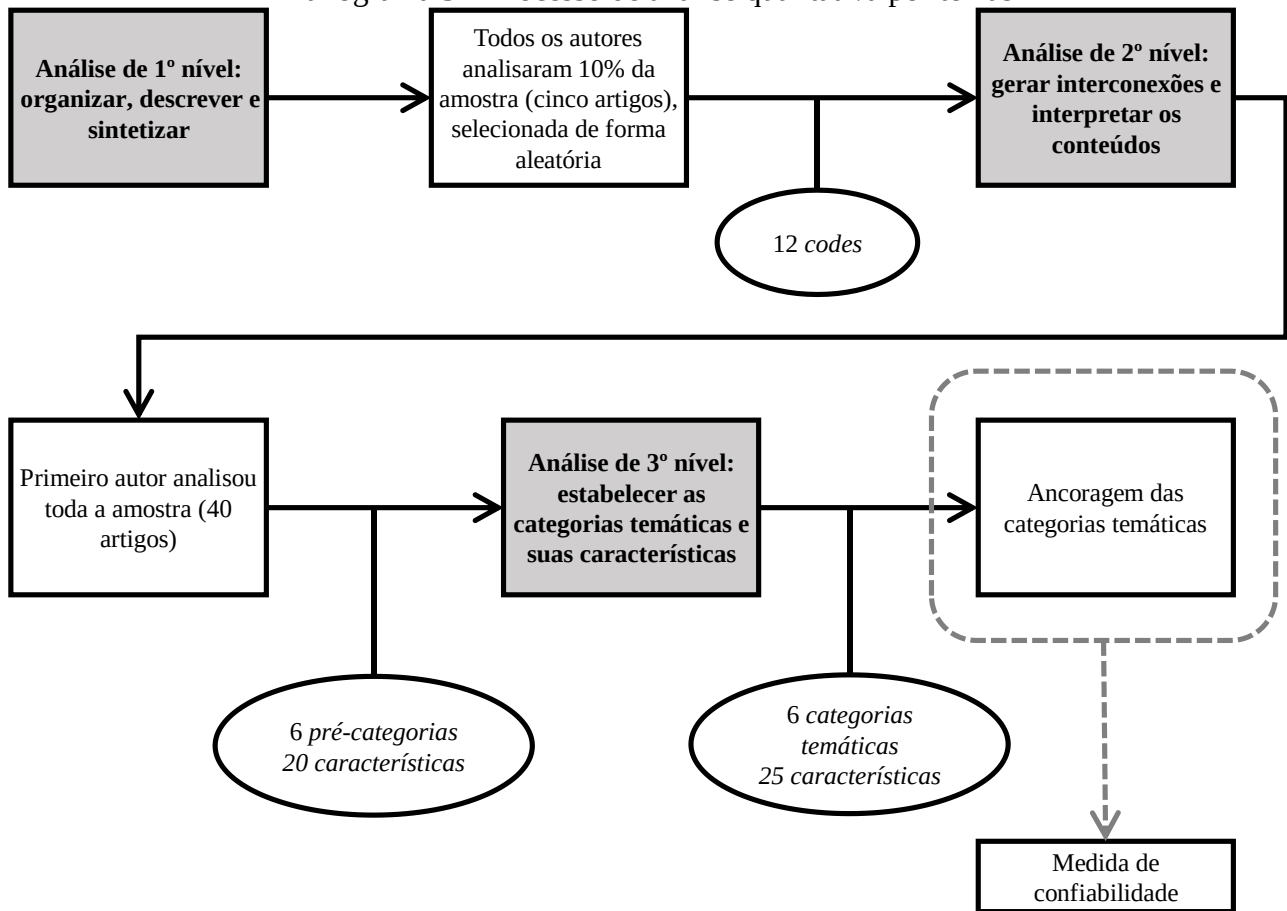 Análise de 1º nível:
organizar, descrever e
sintetizar
Todos os autores
analisaram 10% da
amostra (cinco artigos),
selecionada de forma
aleatória
Análise de 2º nível:
gerar interconexões e
interpretar os
conteúdos
12 codes
Primeiro autor analisou
toda a amostra (40
artigos)
Análise de 3º nível:
estabelecer as
categorias temáticas e
suas características
Ancoragem das
categorias temáticas
6 pré-categorias
20 características
6 categorias
temáticas
25 características
Medida de
confiabilidade